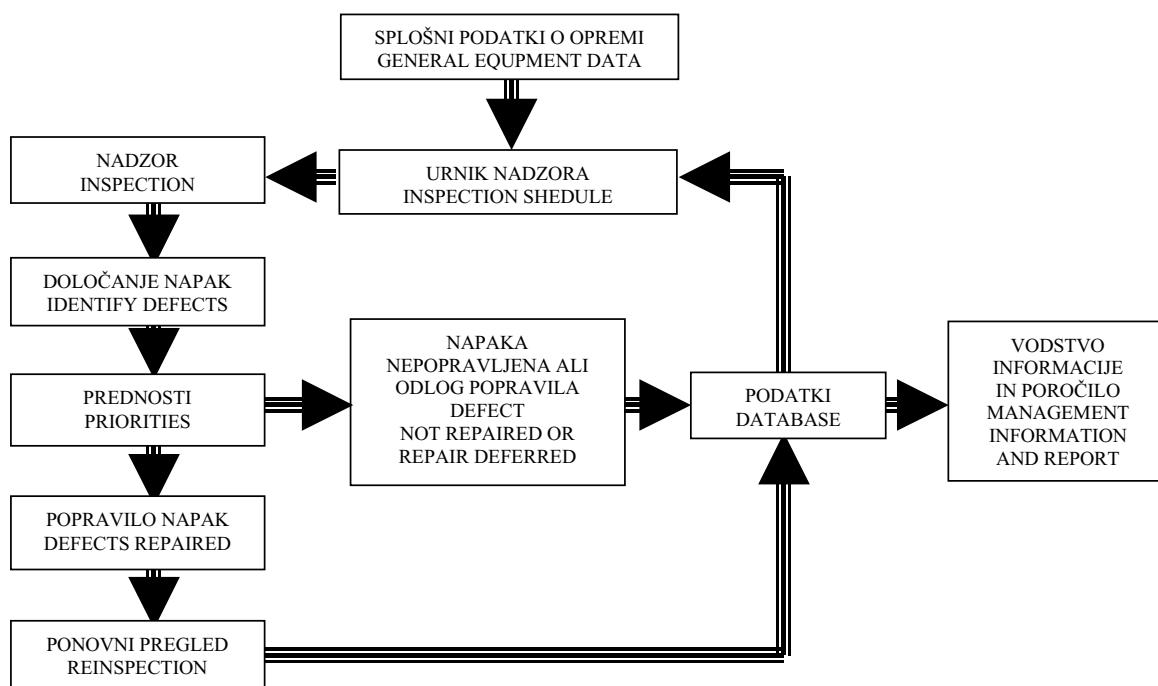 SPLOŠNI PODATKI O OPREMI
GENERAL EQUPMENT DATA
NADZOR
INSPECTION
URNIK NADZORA
INSPECTION SHEDULE
DOLOČANJE NAPAK
IDENTIFY DEFECTS
PREDNOSTI
PRIORITIES
NAPAKA
NEPOPRAVLJENA ALI
ODLOG POPRAVILA
DEFECT
NOT REPAIRED OR
REPAIR DEFERRED
PODATKI
DATABASE
VODSTVO
INFORMACIJE
IN POROČILO
MANAGEMENT
INFORMATION
AND REPORT
POPRAVILO NAPAK
DEFECTS REPAIRED
PONOVNI PREGLED
REINSPECTION